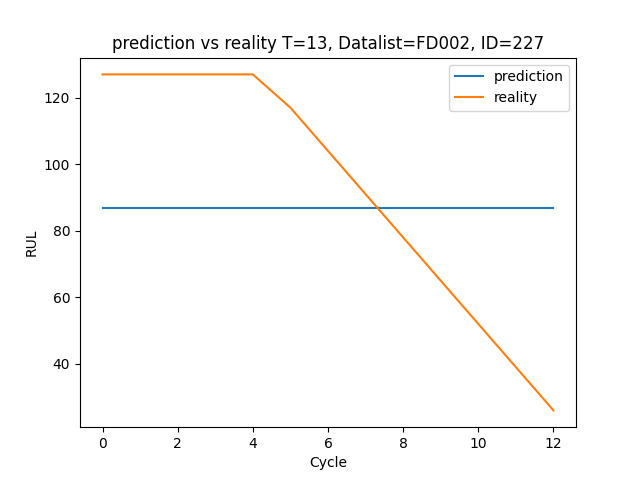 prediction vs reality T=13, Datalist=FD002, ID=227
prediction
reality
120
100
80
60
40
RUL
0 2 4 6 8 10 12
Cycle